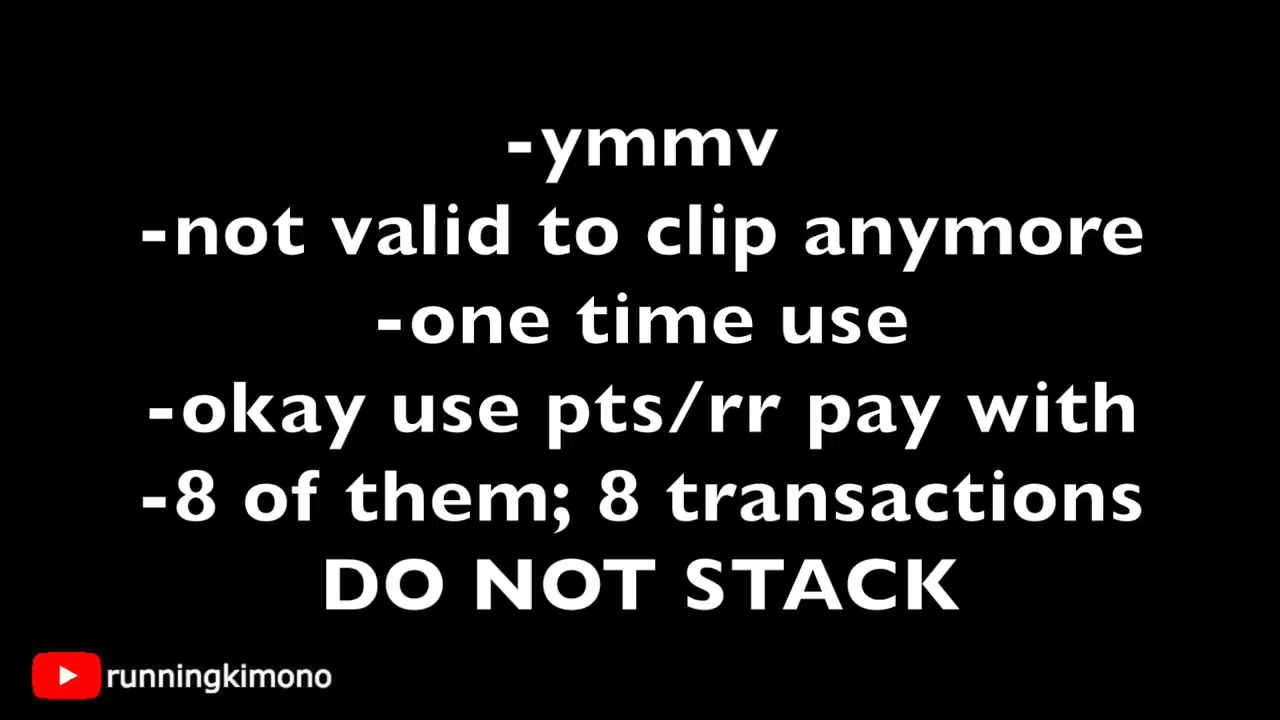 -ymmv
-not valid to clip anymore
-one time use
-okay use pts/rr pay with
-8 of them; 8 transactions
DO NOT STACK
runningkimono